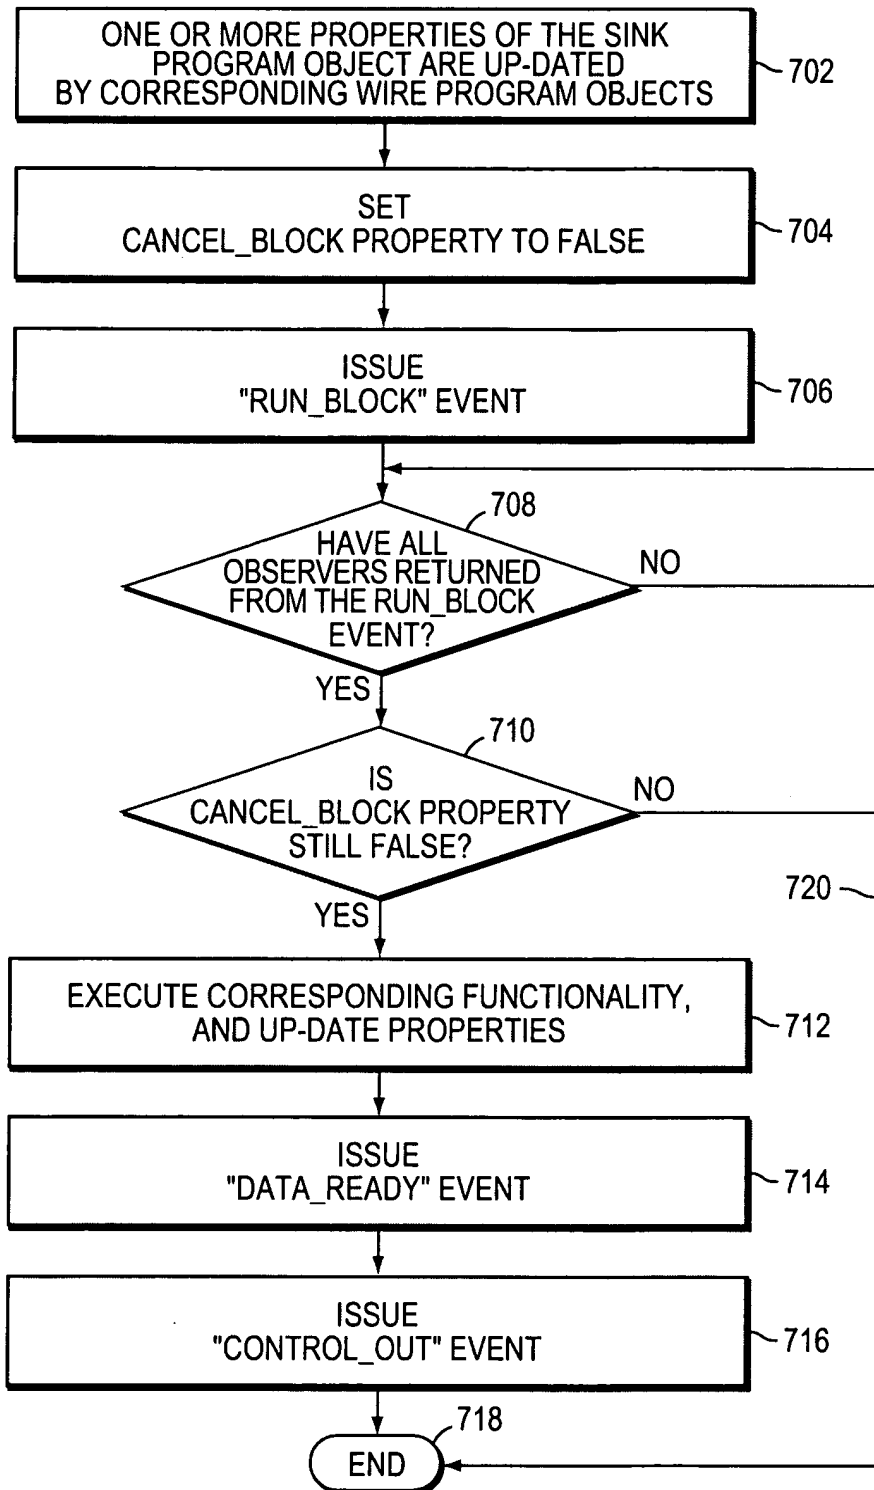 ONE OR MORE PROPERTIES OF THE SINK
PROGRAM OBJECT ARE UP-DATED
BY CORRESPONDING WIRE PROGRAM OBJECTS
702
SET
CANCEL_BLOCK PROPERTY TO FALSE
704
ISSUE
"RUN_BLOCK" EVENT
706
708
HAVE ALL
OBSERVERS RETURNED
FROM THE RUN_BLOCK
EVENT?
NO
YES
710
IS
CANCEL_BLOCK PROPERTY
STILL FALSE?
NO
YES
720
EXECUTE CORRESPONDING FUNCTIONALITY,
AND UP-DATE PROPERTIES
712
ISSUE
"DATA_READY" EVENT
714
ISSUE
"CONTROL_OUT" EVENT
716
718
END